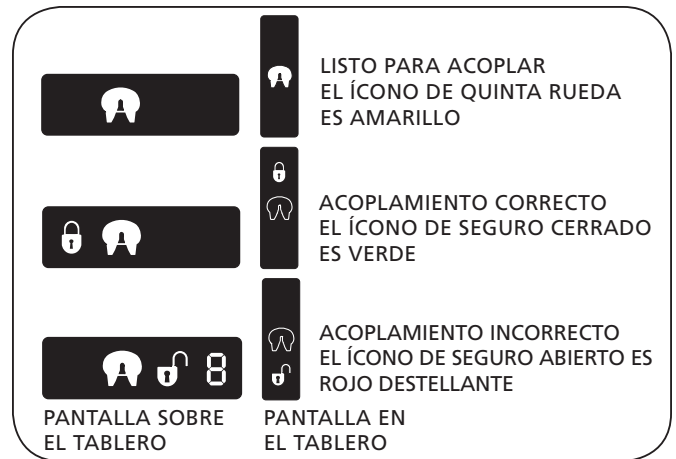 LISTO PARA ACOPLAR
EL ÍCONO DE QUINTA RUEDA
ES AMARILLO
ACOPLAMIENTO CORRECTO
EL ÍCONO DE SEGURO CERRADO
ES VERDE
8
ACOPLAMIENTO INCORRECTO
EL ÍCONO DE SEGURO ABIERTO ES
ROJO DESTELLANTE
PANTALLA SOBRE
EL TABLERO
PANTALLA EN
EL TABLERO